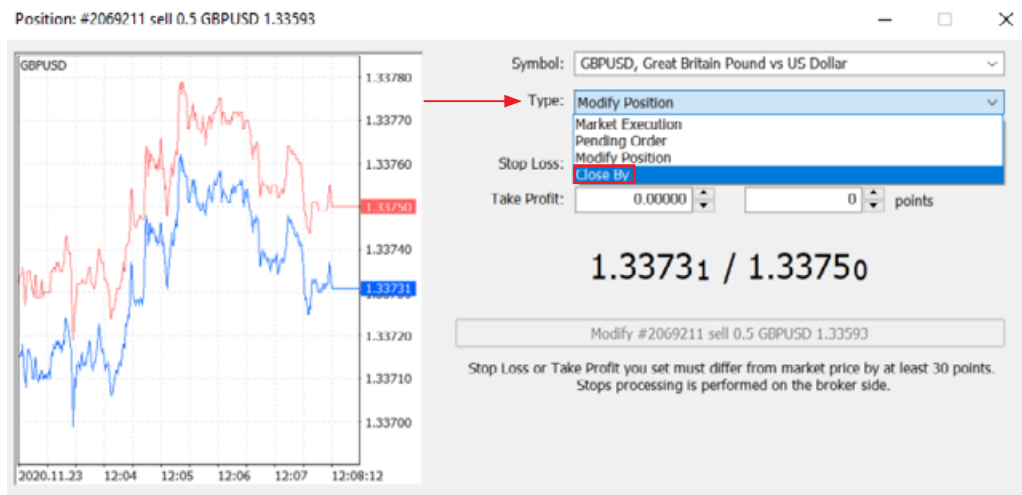 Position: #2069211 sell 0.5 GBPUSD 1.33593
GBPUSD
1.33780
1.33770
1.33760
1.33750
1.33740
1.33731
1.33720
1.33710
1.33700
2020.11.23 12:04 12:05 12:06 12:07 12:08:12
Symbol: GBPUSD, Great Britain Pound vs US Dollar
Type: Modify Position
Market Execution
Pending Order
Modify Position
Stop Loss: Close By
Take Profit: 0.00000 0 points
1.33731 / 1.33750
Modify #2069211 sell 0.5 GBPUSD 1.33593
Stop Loss or Take Profit you set must differ from market price by at least 30 points.
Stops processing is performed on the broker side.